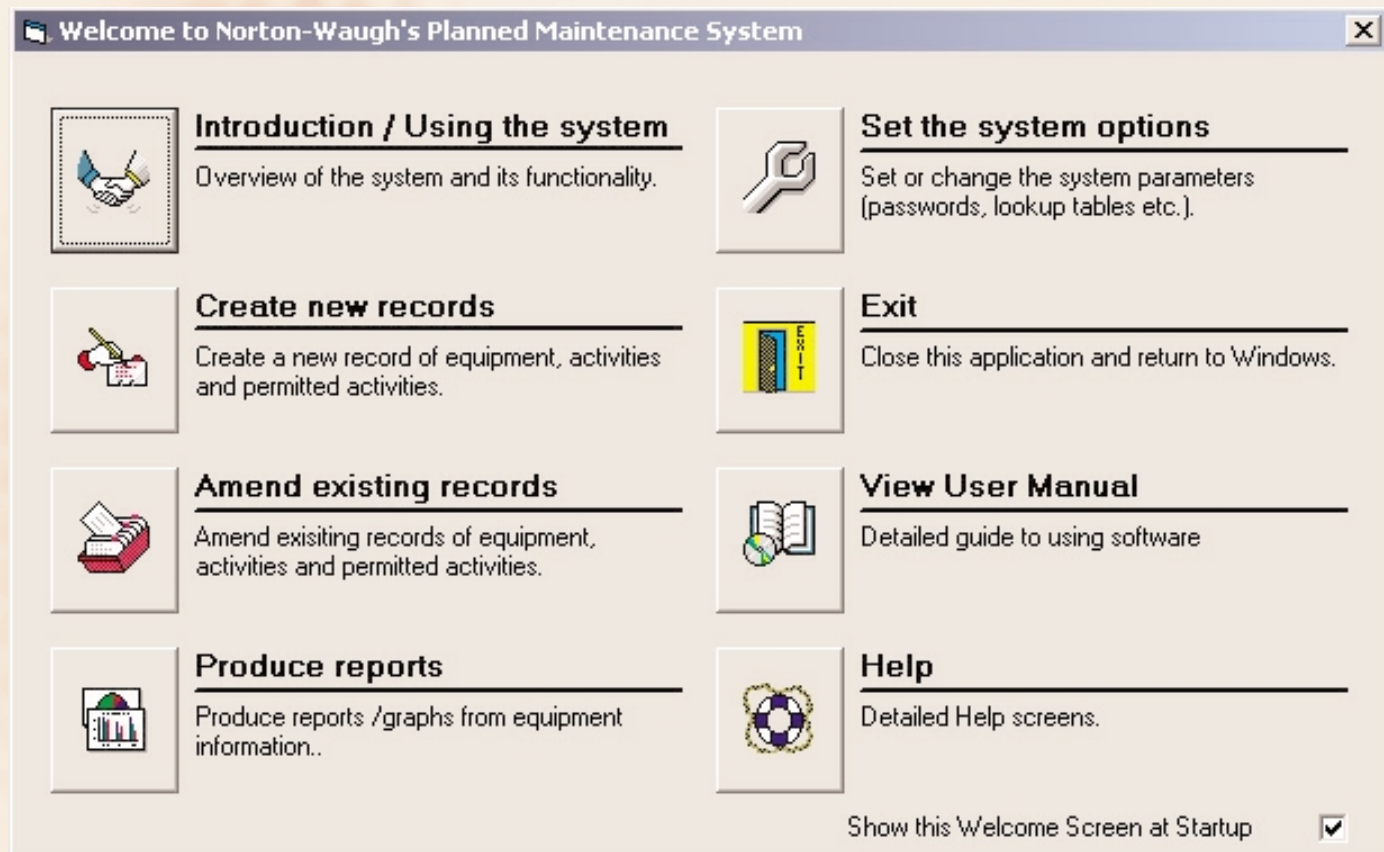 Welcome to Norton-Waugh's Planned Maintenance System
Introduction / Using the system
Overview of the system and its functionality.
Create new records
Create a new record of equipment, activities
and permitted activities.
Amend existing records
Amend exisiting records of equipment,
activities and permitted activities.
Produce reports
Produce reports /graphs from equipment
information..
Set the system options
Set or change the system parameters
(passwords, lookup tables etc.).
Exit
EXIT
Close this application and return to Windows.
View User Manual
Detailed guide to using software
Help
Detailed Help screens.
Show this Welcome Screen at Startup